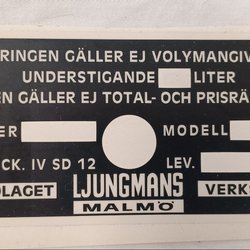 RINGEN GÄLLER EJ VOLYMANGIV
UNDERSTIGANDE LITER
EN GÄLLER EJ TOTAL- OCH PRISRÄ
ER MODELL
CK. IV SD 12 LEV.
OLAGET LJUNGMANS VERKS
MALMÖ